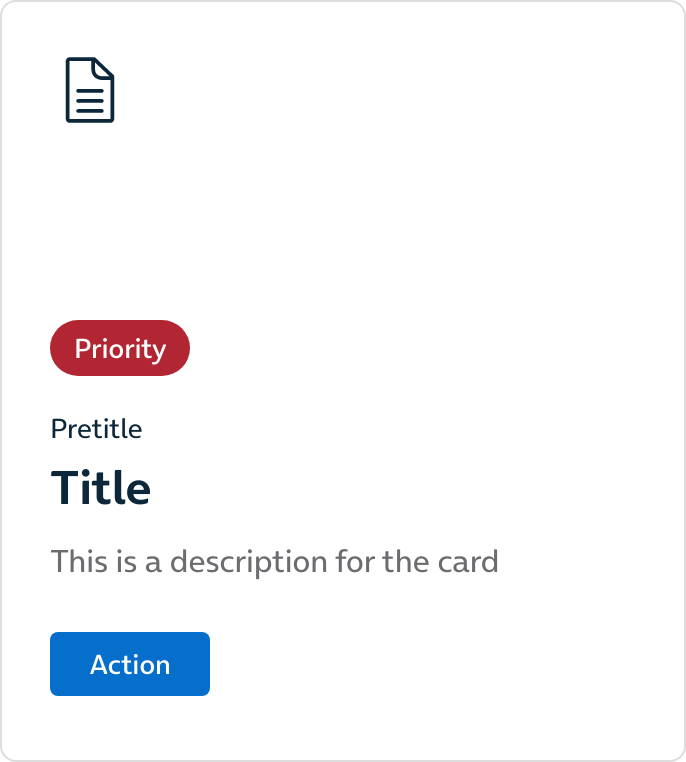 Priority
Pretitle
Title
This is a description for the card
Action